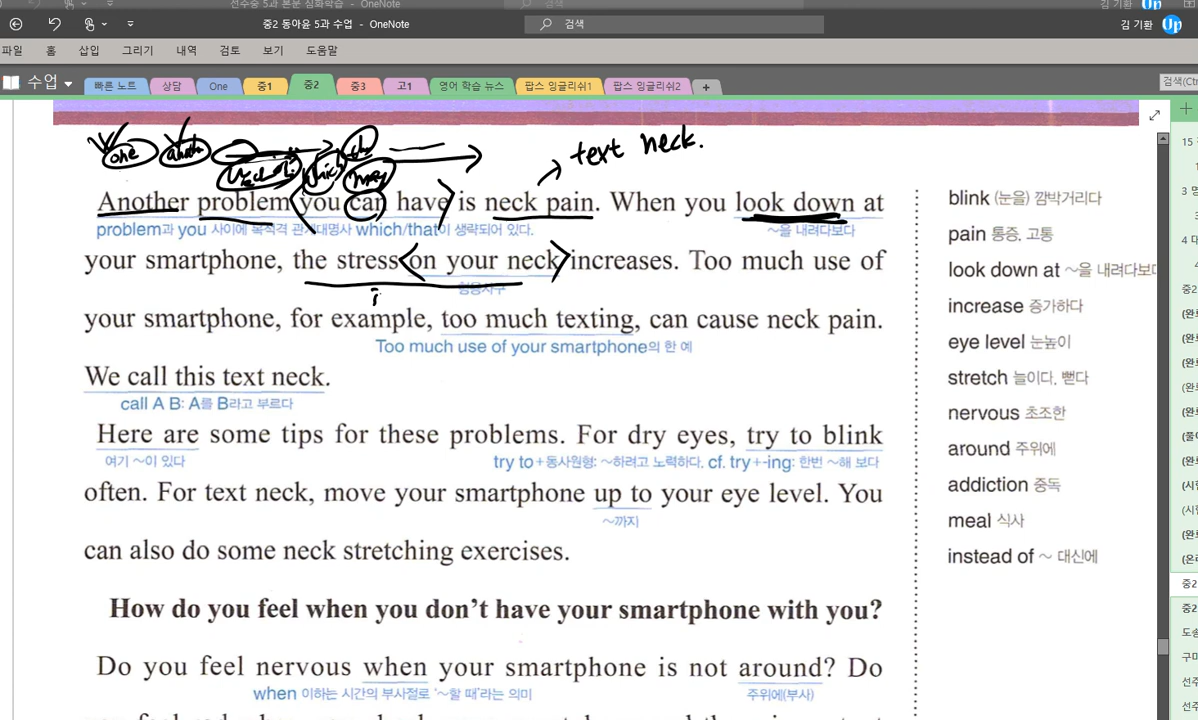 선수중 5과 본문 심화학습 - OneNote
김 기환 Up
중2 동아윤 5과 수업 - OneNote
검색
김 기환 Up
파일 홈 삽입 그리기 내역 검토 보기 도움말
수업 빠른 노트 상담 One 중1 중2 중3 고1 영어 학습 뉴스 팝스 잉글리쉬1 팝스 잉글리쉬2 +
검색(Ct
text neck.
one which
may
Another problem you can have is neck pain. When you look down at
problem과 you 사이에 목적격 관계대명사 which/that이 생략되어 있다. ~을 내려다보다
your smartphone, the stress on your neck increases. Too much use of
형용사구
your smartphone, for example, too much texting, can cause neck pain.
Too much use of your smartphone의 한 예
We call this text neck.
call A B: A를 B라고 부르다
Here are some tips for these problems. For dry eyes, try to blink
여기 ~이 있다 try to+동사원형: ~하려고 노력하다, cf. try+-ing: 한번 ~해 보다
often. For text neck, move your smartphone up to your eye level. You
~까지
can also do some neck stretching exercises.
How do you feel when you don't have your smartphone with you?
Do you feel nervous when your smartphone is not around? Do
when 이하는 시간의 부사절로 '~할 때'라는 의미 주위에(부사)
blink (눈을) 깜박거리다
pain 통증, 고통
look down at ~을 내려다보다
increase 증가하다
eye level 눈높이
stretch 늘이다, 뻗다
nervous 초조한
around 주위에
addiction 중독
meal 식사
instead of ~ 대신에